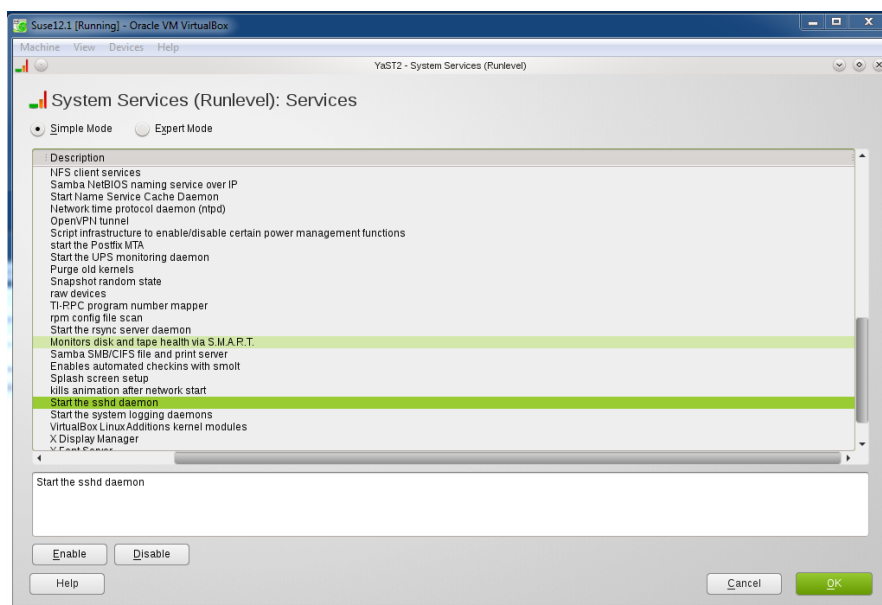 Suse12.1 [Running] - Oracle VM VirtualBox
Machine View Devices Help
YaST2 - System Services (Runlevel)
System Services (Runlevel): Services
Simple Mode Expert Mode
Description
NFS client services
Samba NetBIOS naming service over IP
Start Name Service Cache Daemon
Network time protocol daemon (ntpd)
OpenVPN tunnel
Script infrastructure to enable/disable certain power management functions
start the Postfix MTA
Start the UPS monitoring daemon
Purge old kernels
Snapshot random state
raw devices
TI-RPC program number mapper
rpm config file scan
Start the rsync server daemon
Monitors disk and tape health via S.M.A.R.T.
Samba SMB/CIFS file and print server
Enables automated checkins with smolt
Splash screen setup
kills animation after network start
Start the sshd daemon
Start the system logging daemons
VirtualBox Linux Additions kernel modules
X Display Manager
X Font Server
Start the sshd daemon
Enable Disable
Help Cancel OK